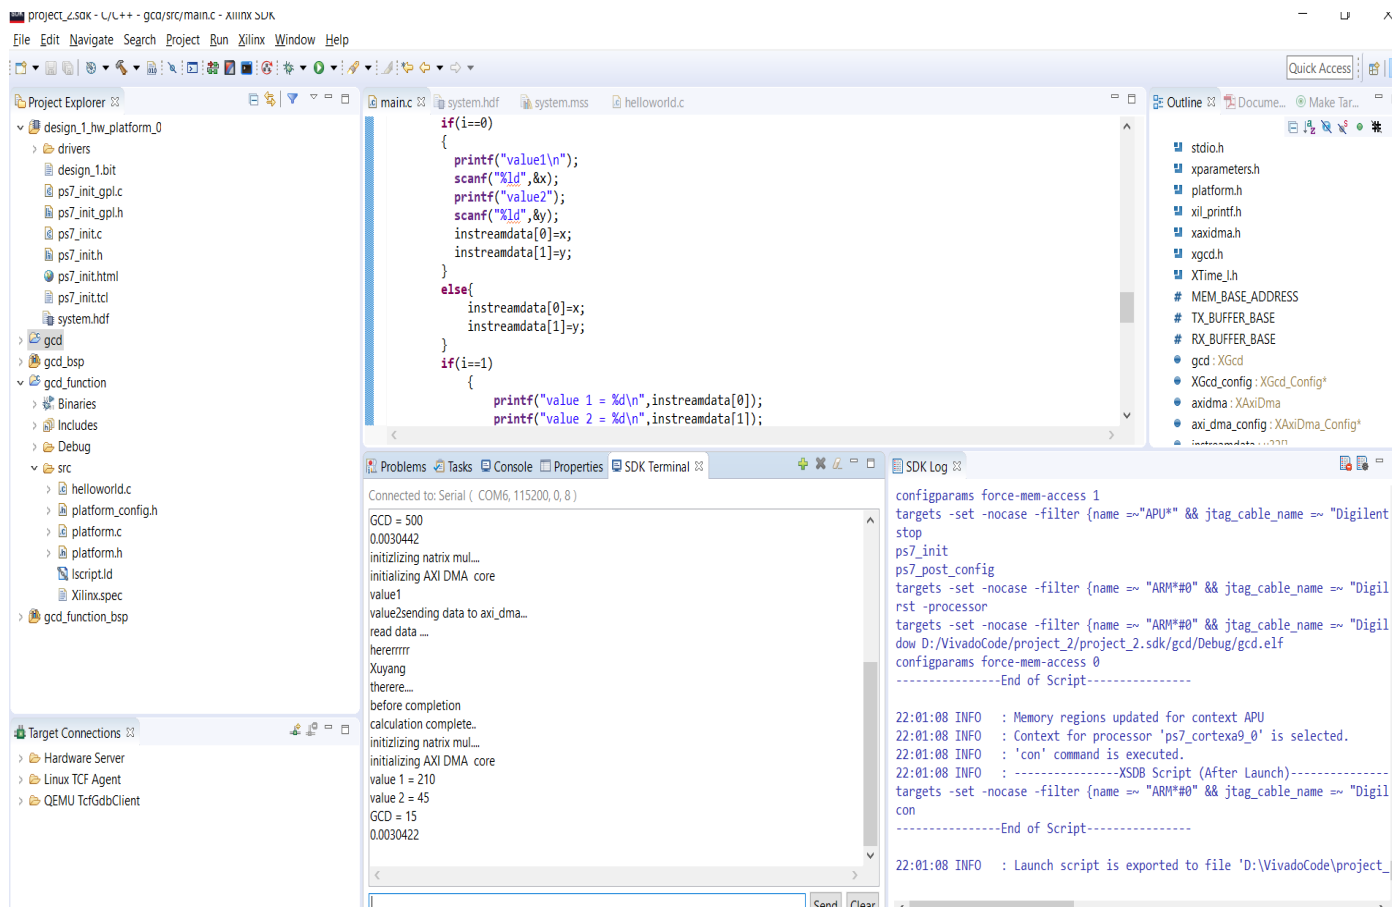 project_2.sdk - C/C++ - gcd/src/main.c - Xilinx SDK
File Edit Navigate Search Project Run Xilinx Window Help
Quick Access
Project Explorer
design_1_hw_platform_0
drivers
design_1.bit
ps7_init_gpl.c
ps7_init_gpl.h
ps7_init.c
ps7_init.h
ps7_init.html
ps7_init.tcl
system.hdf
gcd
gcd_bsp
gcd_function
Binaries
Includes
Debug
src
helloworld.c
platform_config.h
platform.c
platform.h
lscript.ld
Xilinx.spec
gcd_function_bsp
Target Connections
Hardware Server
Linux TCF Agent
QEMU TcfGdbClient
main.c system.hdf system.mss helloworld.c
if(i==0)
{
printf("value1\n");
scanf("%ld",&x);
printf("value2");
scanf("%ld",&y);
instreamdata[0]=x;
instreamdata[1]=y;
}
else{
instreamdata[0]=x;
instreamdata[1]=y;
}
if(i==1)
{
printf("value 1 = %d\n",instreamdata[0]);
printf("value 2 = %d\n",instreamdata[1]);
Outline Docume... Make Tar...
stdio.h
xparameters.h
platform.h
xil_printf.h
xaxidma.h
xgcd.h
XTime_l.h
# MEM_BASE_ADDRESS
# TX_BUFFER_BASE
# RX_BUFFER_BASE
gcd : XGcd
XGcd_config : XGcd_Config*
axidma : XAxiDma
axi_dma_config : XAxiDma_Config*
Problems Tasks Console Properties SDK Terminal
Connected to: Serial ( COM6, 115200, 0, 8 )
GCD = 500
0.0030442
initizlizing natrix mul....
initializing AXI DMA core
value1
value2sending data to axi_dma...
read data ....
hererrrrr
Xuyang
therere....
before completion
calculation complete..
initizlizing natrix mul....
initializing AXI DMA core
value 1 = 210
value 2 = 45
GCD = 15
0.0030422
Send Clear
SDK Log
configparams force-mem-access 1
targets -set -nocase -filter {name =~"APU*" && jtag_cable_name =~ "Digilent
stop
ps7_init
ps7_post_config
targets -set -nocase -filter {name =~ "ARM*#0" && jtag_cable_name =~ "Digil
rst -processor
targets -set -nocase -filter {name =~ "ARM*#0" && jtag_cable_name =~ "Digil
dow D:/VivadoCode/project_2/project_2.sdk/gcd/Debug/gcd.elf
configparams force-mem-access 0
----------------End of Script----------------
22:01:08 INFO : Memory regions updated for context APU
22:01:08 INFO : Context for processor 'ps7_cortexa9_0' is selected.
22:01:08 INFO : 'con' command is executed.
22:01:08 INFO : ----------------XSDB Script (After Launch)---------------
targets -set -nocase -filter {name =~ "ARM*#0" && jtag_cable_name =~ "Digil
con
----------------End of Script----------------
22:01:08 INFO : Launch script is exported to file 'D:\VivadoCode\project_